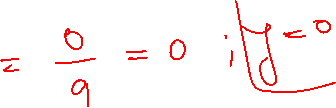 = 0/9 = 0 ; y = 0